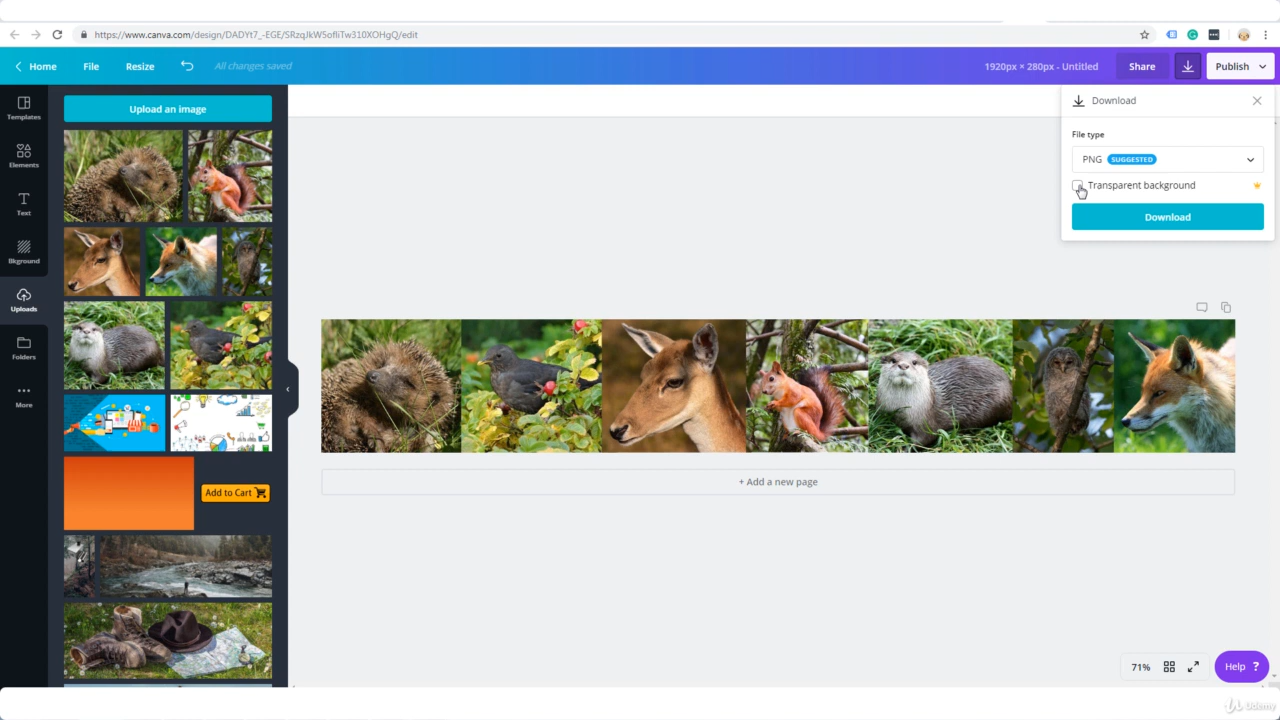 https://www.canva.com/design/DADYt7_-EGE/SRzqJkW5ofliTw310XOHgQ/edit
Home
File
Resize
All changes saved
1920px × 280px - Untitled
Share
Publish
Templates
Elements
Text
Bkground
Uploads
Folders
More
Upload an image
Add to Cart
Download
File type
PNG SUGGESTED
Transparent background
Download
+ Add a new page
71%
Help ?
Udemy